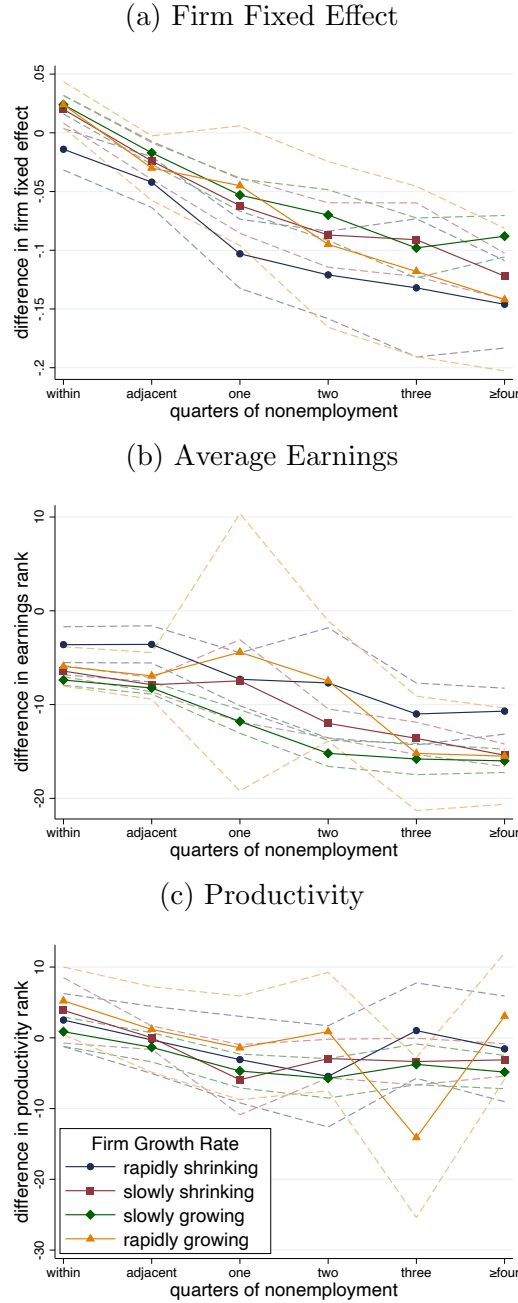 (a) Firm Fixed Effect
difference in firm fixed effect
.05
0
-.05
-.1
-.15
-.2
within adjacent one two three ≥four
quarters of nonemployment
(b) Average Earnings
difference in earnings rank
10
0
-10
-20
within adjacent one two three ≥four
quarters of nonemployment
(c) Productivity
difference in productivity rank
10
0
-10
-20
-30
Firm Growth Rate
rapidly shrinking
slowly shrinking
slowly growing
rapidly growing
within adjacent one two three ≥four
quarters of nonemployment